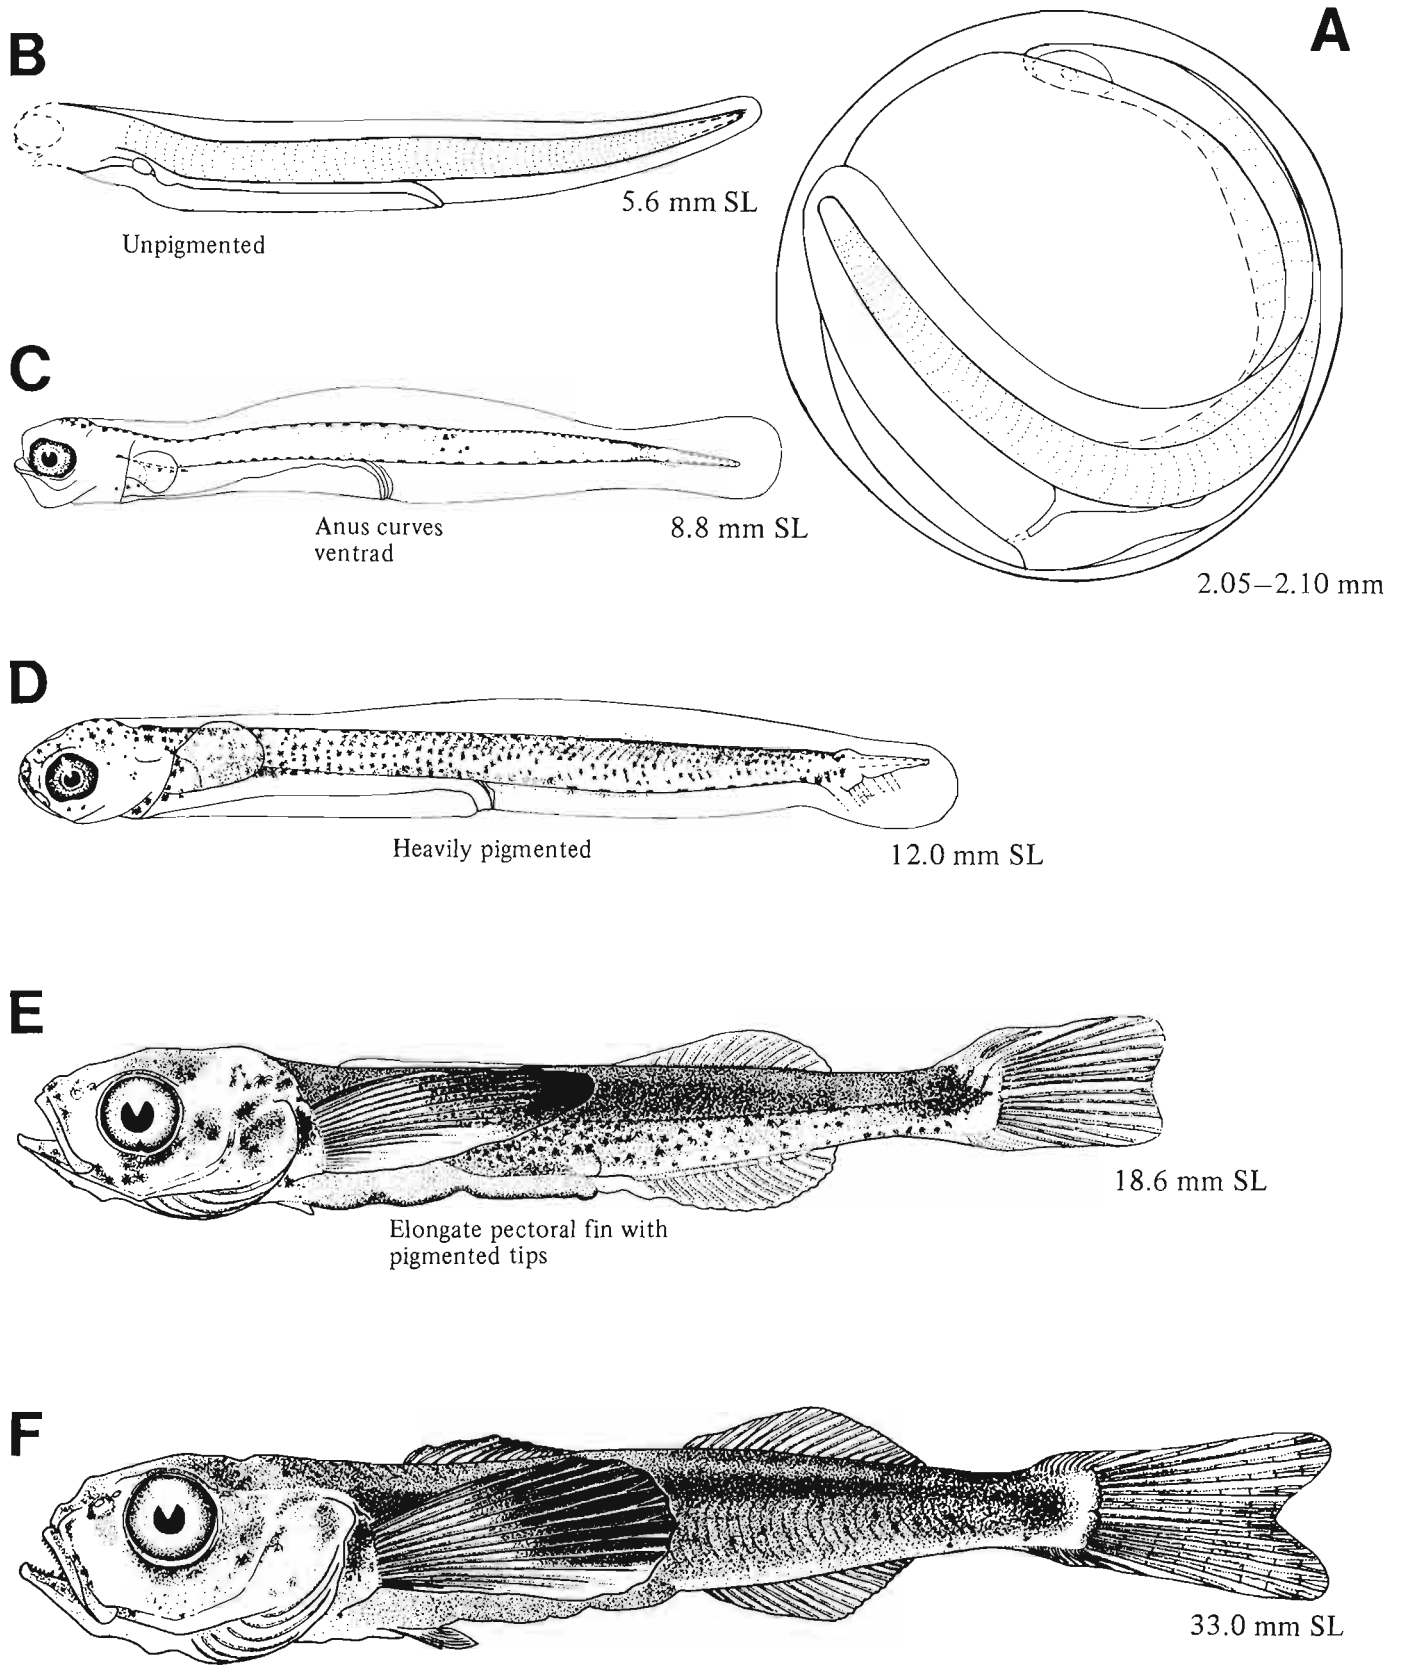 A
2.05–2.10 mm
B
5.6 mm SL
Unpigmented
C
Anus curves
ventrad
8.8 mm SL
D
Heavily pigmented
12.0 mm SL
E
18.6 mm SL
Elongate pectoral fin with
pigmented tips
F
33.0 mm SL